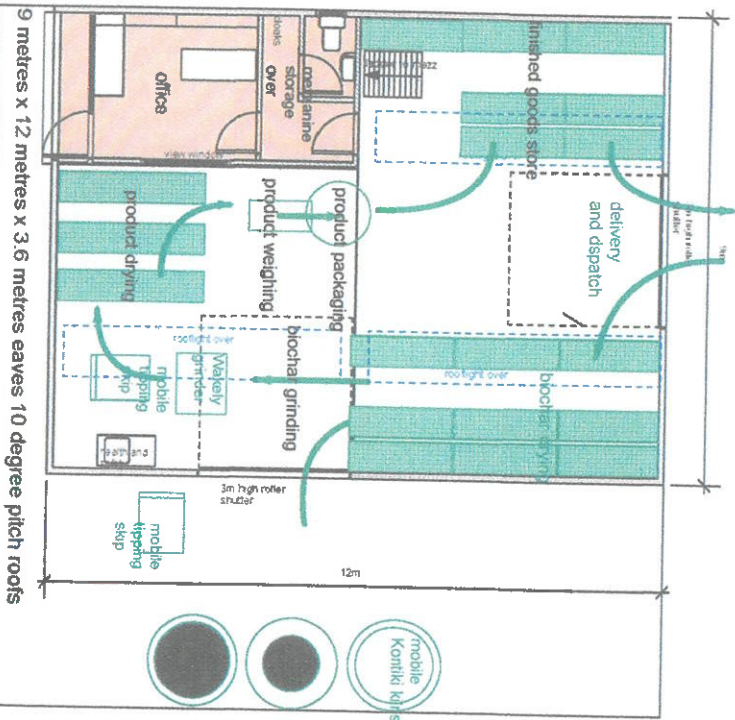 finished goods store
delivery
and dspatch
biochar drying
rooflight over
mezzanine
storage
over
office
view window
product packaging
product weighing
product drying
biochar grinding
rooflight over
Wakely
grinder
mobile
tipping
skip
3m high roller
shutter
mobile
tipping
skip
12m
mobile
Kontiki kilns
9 metres x 12 metres x 3.6 metres eaves 10 degree pitch roofs